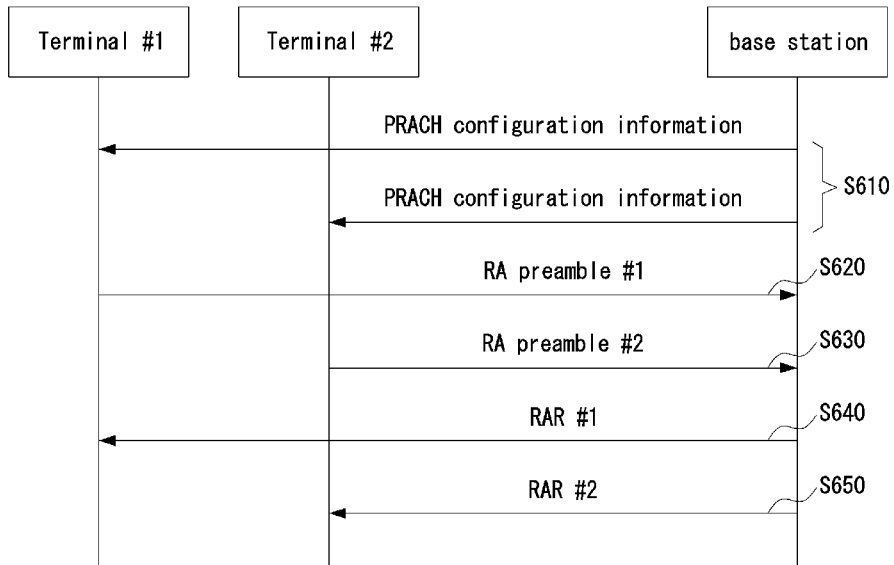 Terminal #1
Terminal #2
base station
PRACH configuration information
S610
PRACH configuration information
RA preamble #1
S620
RA preamble #2
S630
RAR #1
S640
RAR #2
S650